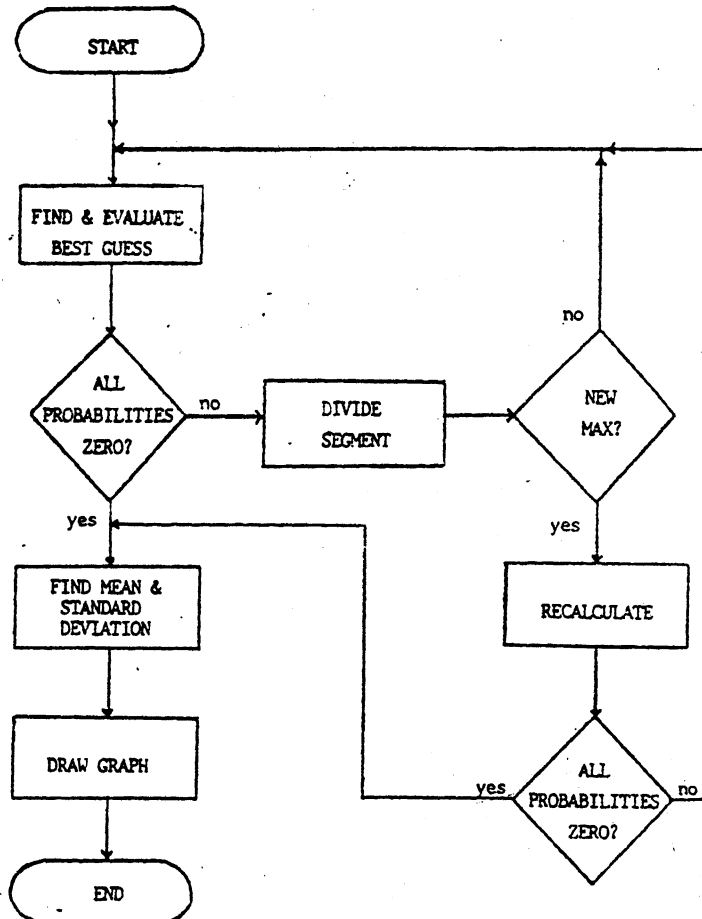 START
FIND & EVALUATE
BEST GUESS
ALL
PROBABILITIES
ZERO?
no
DIVIDE
SEGMENT
NEW
MAX?
no
yes
yes
FIND MEAN &
STANDARD
DEVIATION
RECALCULATE
DRAW GRAPH
yes
ALL
PROBABILITIES
ZERO?
no
END